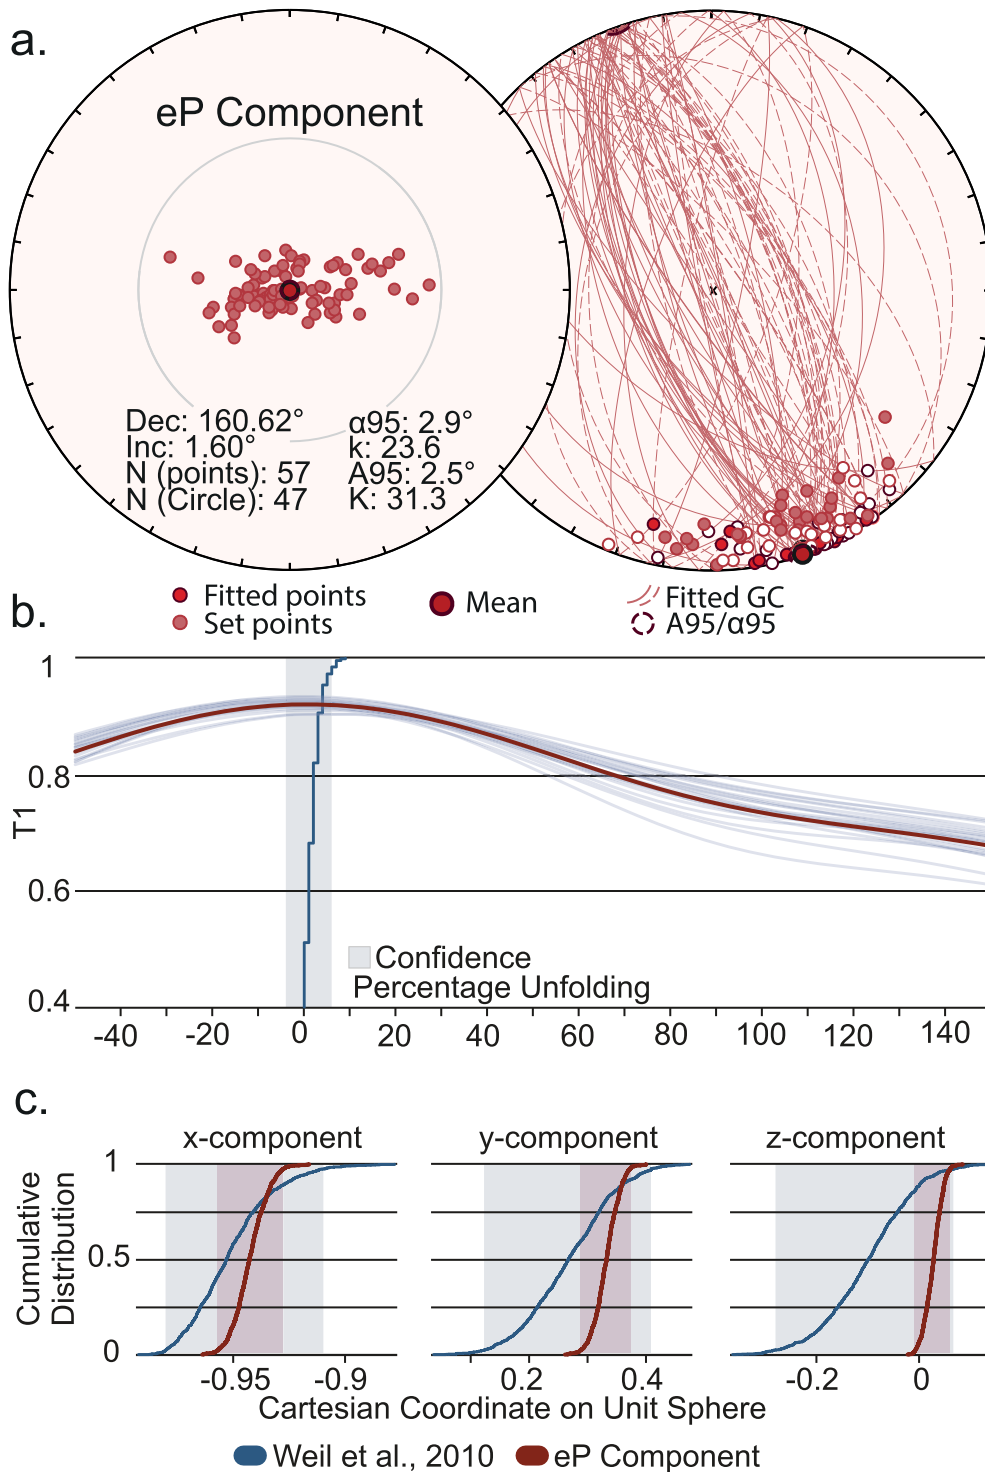 a.
eP Component
Dec: 160.62° α95: 2.9°
Inc: 1.60° k: 23.6
N (points): 57 A95: 2.5°
N (Circle): 47 K: 31.3
x
Fitted points
Set points
Mean
Fitted GC
A95/α95
b.
1
0.8
T1
0.6
0.4
Confidence
Percentage Unfolding
-40 -20 0 20 40 60 80 100 120 140
c.
x-component y-component z-component
Cumulative
Distribution
1
0.5
0
-0.95 -0.9 0.2 0.4 -0.2 0
Cartesian Coordinate on Unit Sphere
Weil et al., 2010 eP Component